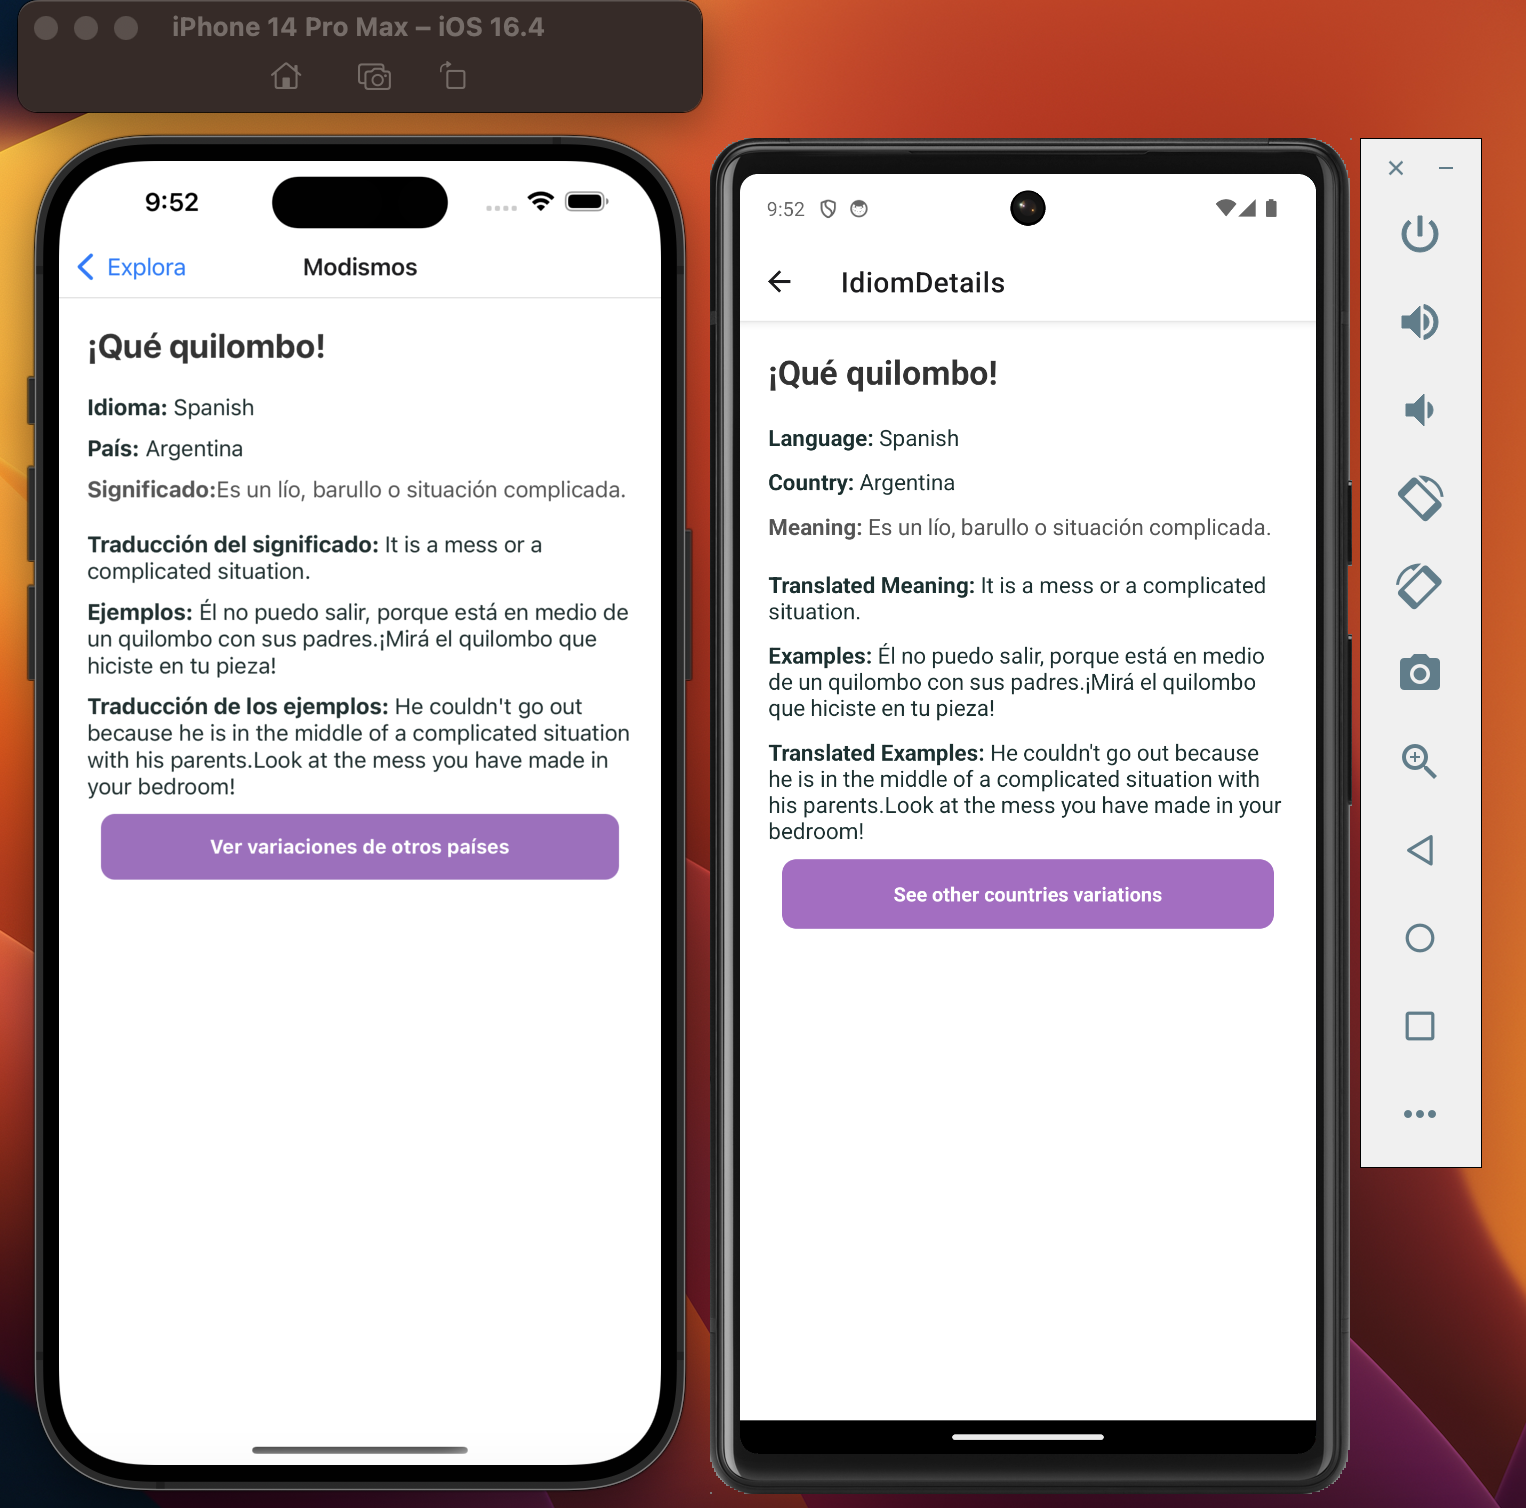 iPhone 14 Pro Max – iOS 16.4
9:52
Explora
Modismos
¡Qué quilombo!
Idioma: Spanish
País: Argentina
Significado:Es un lío, barullo o situación complicada.
Traducción del significado: It is a mess or a
complicated situation.
Ejemplos: Él no puedo salir, porque está en medio de
un quilombo con sus padres.¡Mirá el quilombo que
hiciste en tu pieza!
Traducción de los ejemplos: He couldn't go out
because he is in the middle of a complicated situation
with his parents.Look at the mess you have made in
your bedroom!
Ver variaciones de otros países
9:52
IdiomDetails
¡Qué quilombo!
Language: Spanish
Country: Argentina
Meaning: Es un lío, barullo o situación complicada.
Translated Meaning: It is a mess or a complicated
situation.
Examples: Él no puedo salir, porque está en medio
de un quilombo con sus padres.¡Mirá el quilombo
que hiciste en tu pieza!
Translated Examples: He couldn't go out because
he is in the middle of a complicated situation with
his parents.Look at the mess you have made in your
bedroom!
See other countries variations